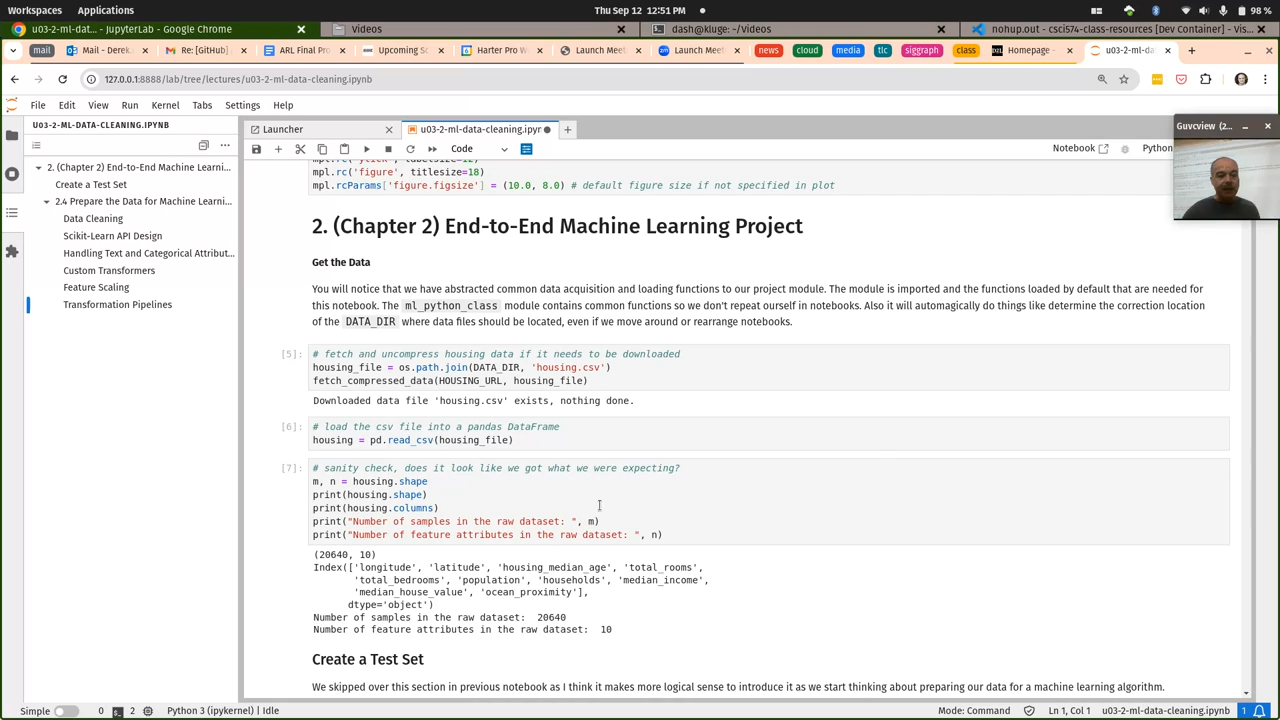 Workspaces Applications Thu Sep 12 12:51 PM 98 %
u03-2-ml-dat... - JupyterLab - Google Chrome Videos dash@kluge: ~/videos nohup.out - csci574-class-resources [Dev Container] - Vis...
mail Mail - Derek Re: [GitHub] ARL Final Pro Upcoming Sc Harter Pro W Launch Meet Launch Meet news cloud media tlc siggraph class Homepage - u03-2-ml-dat
127.0.0.1:8888/lab/tree/lectures/u03-2-ml-data-cleaning.ipynb
File Edit View Run Kernel Tabs Settings Help
U03-2-ML-DATA-CLEANING.IPYNB
2. (Chapter 2) End-to-End Machine Learni...
Create a Test Set
2.4 Prepare the Data for Machine Learni...
Data Cleaning
Scikit-Learn API Design
Handling Text and Categorical Attribut...
Custom Transformers
Feature Scaling
Transformation Pipelines
Launcher u03-2-ml-data-cleaning.ipyn
Code Notebook Python
Guvcview (2...
mpl.rc('ytick', labelsize=12)
mpl.rc('figure', titlesize=18)
mpl.rcParams['figure.figsize'] = (10.0, 8.0) # default figure size if not specified in plot
2. (Chapter 2) End-to-End Machine Learning Project
Get the Data
You will notice that we have abstracted common data acquisition and loading functions to our project module. The module is imported and the functions loaded by default that are needed for
this notebook. The ml_python_class module contains common functions so we don't repeat ourself in notebooks. Also it will automagically do things like determine the correction location
of the DATA_DIR where data files should be located, even if we move around or rearrange notebooks.
[5]: # fetch and uncompress housing data if it needs to be downloaded
housing_file = os.path.join(DATA_DIR, 'housing.csv')
fetch_compressed_data(HOUSING_URL, housing_file)
Downloaded data file 'housing.csv' exists, nothing done.
[6]: # load the csv file into a pandas DataFrame
housing = pd.read_csv(housing_file)
[7]: # sanity check, does it look like we got what we were expecting?
m, n = housing.shape
print(housing.shape)
print(housing.columns)
print("Number of samples in the raw dataset: ", m)
print("Number of feature attributes in the raw dataset: ", n)
(20640, 10)
Index(['longitude', 'latitude', 'housing_median_age', 'total_rooms',
'total_bedrooms', 'population', 'households', 'median_income',
'median_house_value', 'ocean_proximity'],
dtype='object')
Number of samples in the raw dataset:  20640
Number of feature attributes in the raw dataset:  10
Create a Test Set
We skipped over this section in previous notebook as I think it makes more logical sense to introduce it as we start thinking about preparing our data for a machine learning algorithm.
Simple 0 2 Python 3 (ipykernel) | Idle Mode: Command Ln 1, Col 1 u03-2-ml-data-cleaning.ipynb 1